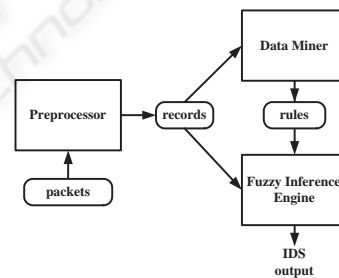 Data Miner
Preprocessor
records
rules
packets
Fuzzy Inference
Engine
IDS
output